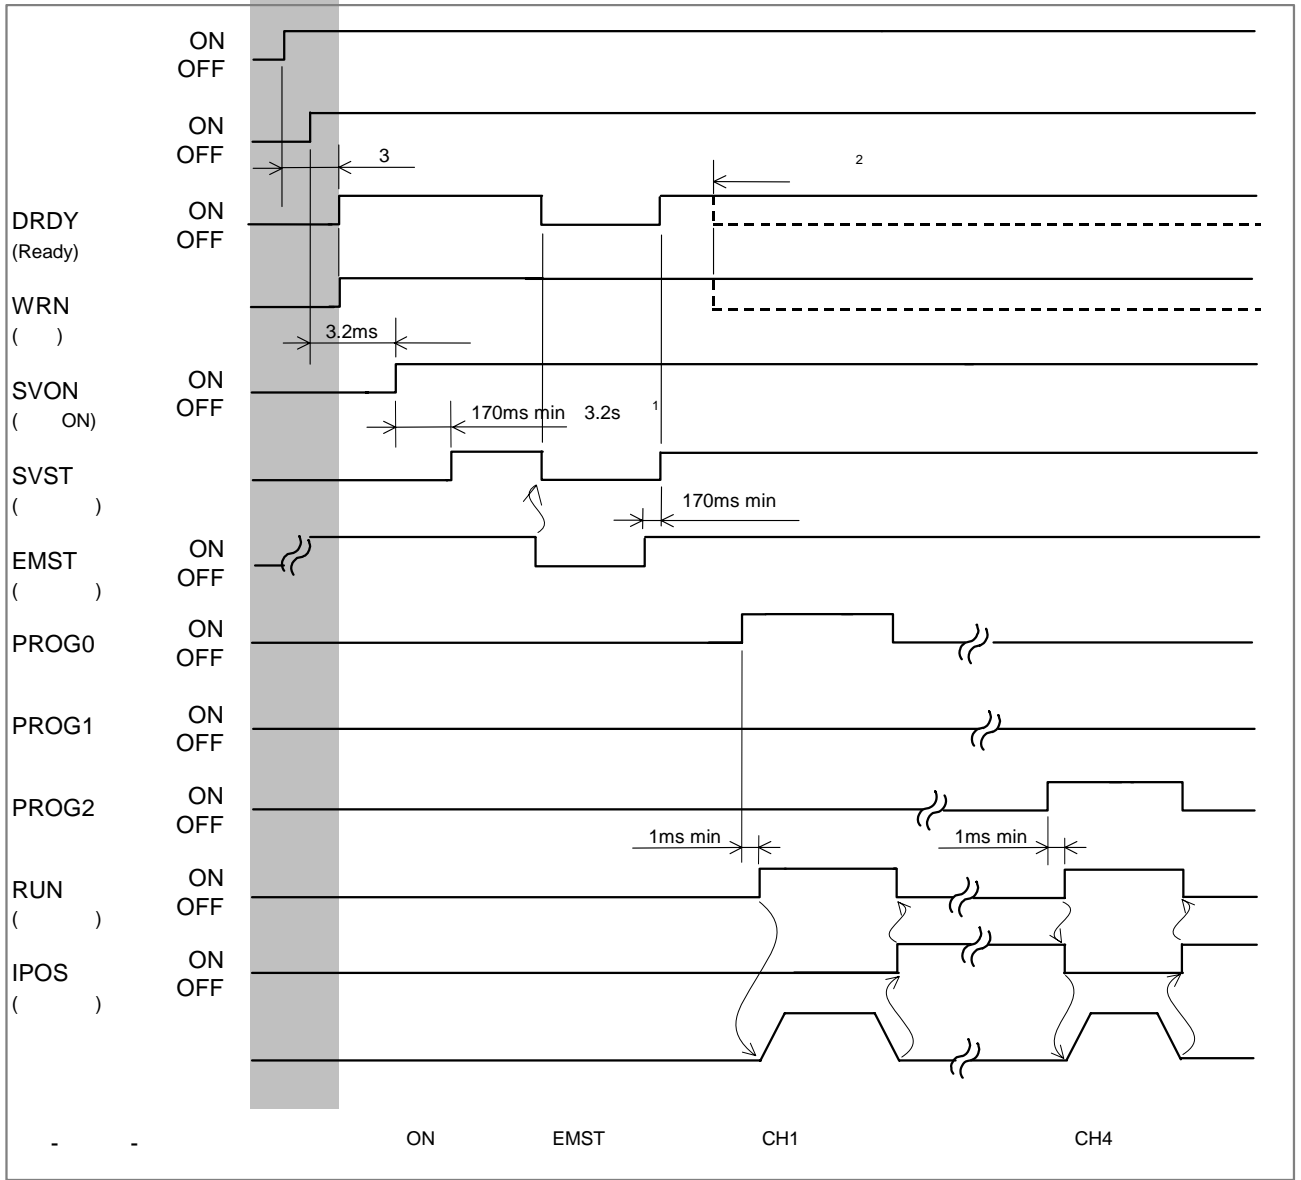 ON
OFF
ON
OFF
3
2
DRDY
ON
OFF
(Ready)
WRN
( )
3.2ms
SVON
ON
OFF
( ON)
170ms min 3.2s 1
SVST
( )
170ms min
EMST
ON
OFF
( )
PROG0
ON
OFF
PROG1
ON
OFF
PROG2
ON
OFF
1ms min 1ms min
RUN
ON
OFF
( )
IPOS
ON
OFF
( )
- - ON EMST CH1 CH4